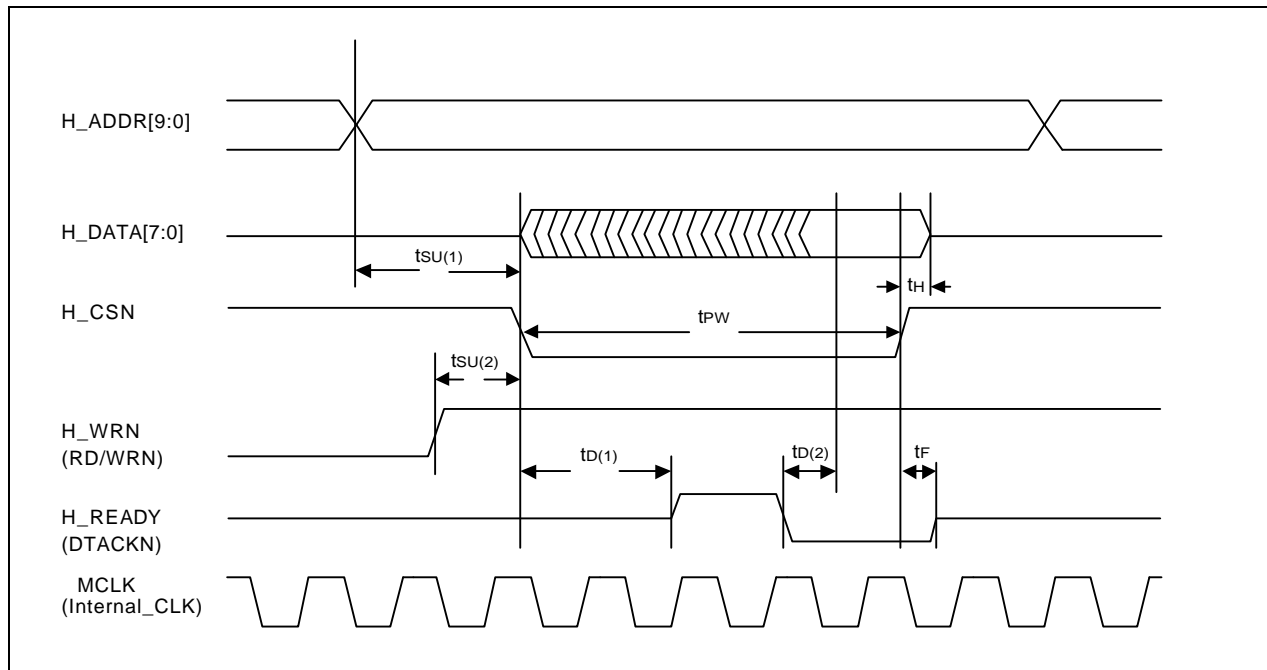 H_ADDR[9:0]
H_DATA[7:0]
tSU(1)
tH
H_CSN
tPW
tSU(2)
H_WRN
(RD/WRN)
tD(1)
tD(2)
tF
H_READY
(DTACKN)
MCLK
(Internal_CLK)